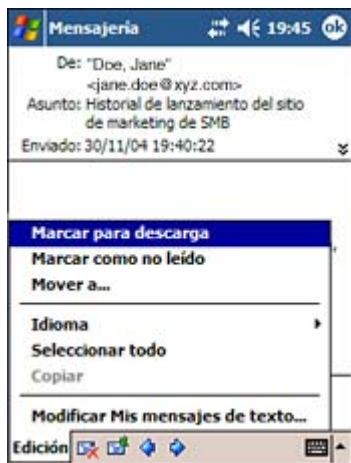 Mensajería 19:45 ok
De: "Doe, Jane"
<jane.doe@xyz.com>
Asunto: Historial de lanzamiento del sitio
de marketing de SMB
Enviado: 30/11/04 19:40:22
Marcar para descarga
Marcar como no leído
Mover a...
Idioma
Seleccionar todo
Copiar
Modificar Mis mensajes de texto...
Edición